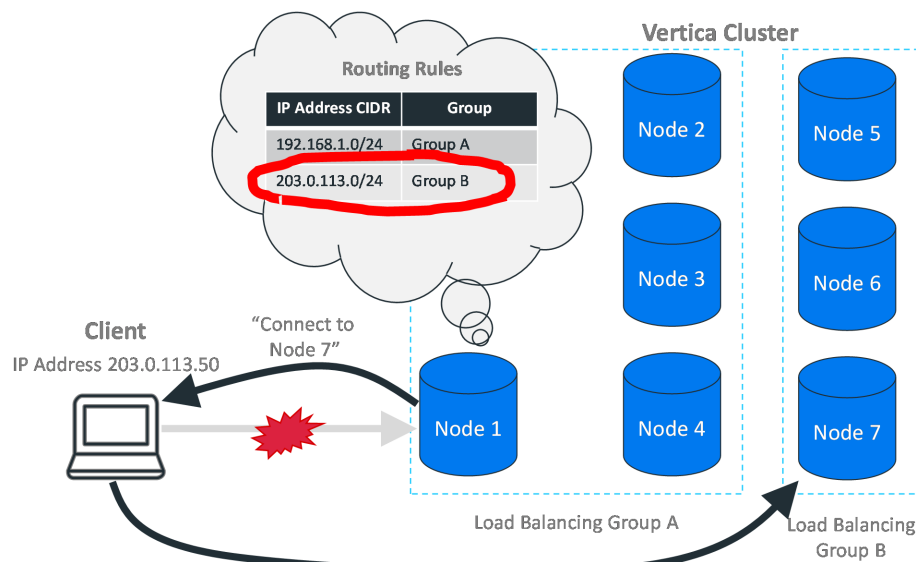 Vertica Cluster
Routing Rules
IP Address CIDR Group
192.168.1.0/24 Group A
203.0.113.0/24 Group B
Node 2
Node 5
Node 3
Node 6
Client
IP Address 203.0.113.50
“Connect to
Node 7”
Node 1
Node 4
Node 7
Load Balancing Group A
Load Balancing
Group B